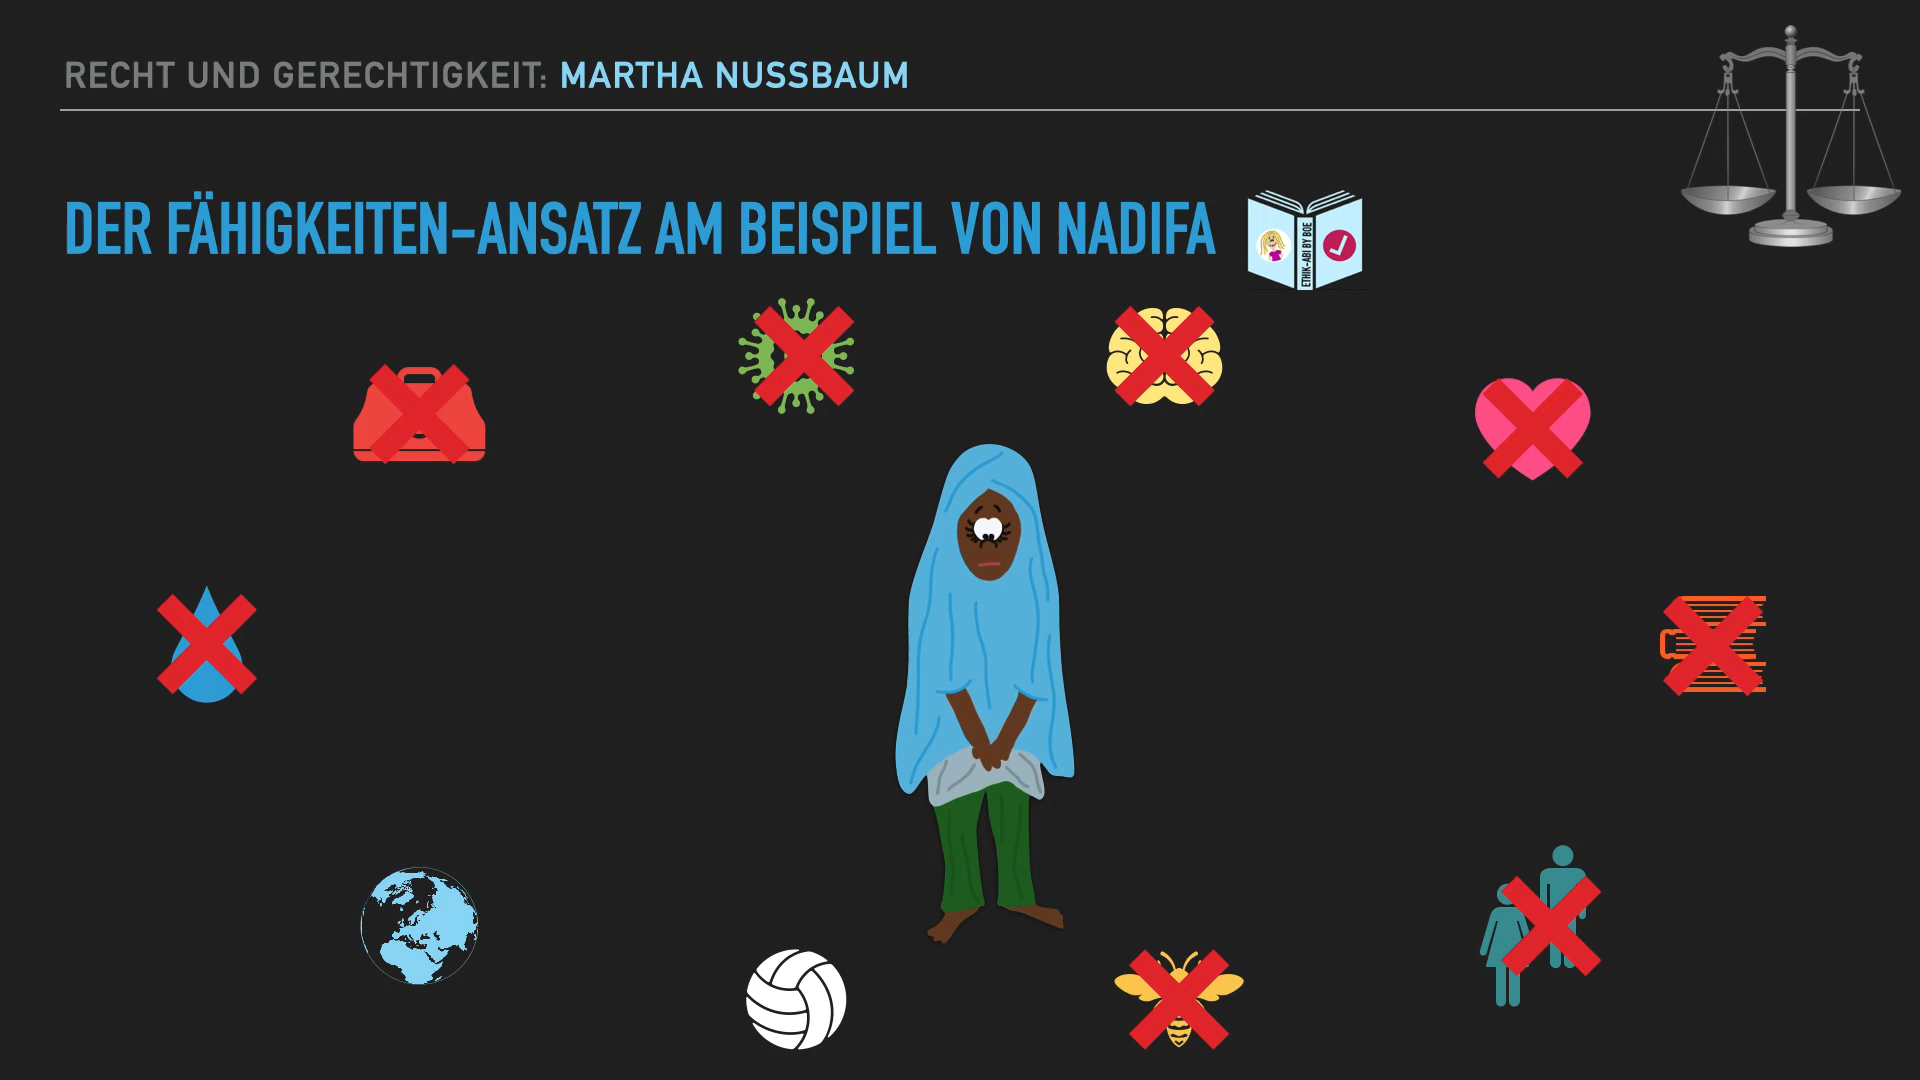 RECHT UND GERECHTIGKEIT: MARTHA NUSSBAUM
DER FÄHIGKEITEN-ANSATZ AM BEISPIEL VON NADIFA
ETHIK-ABI BY BOE